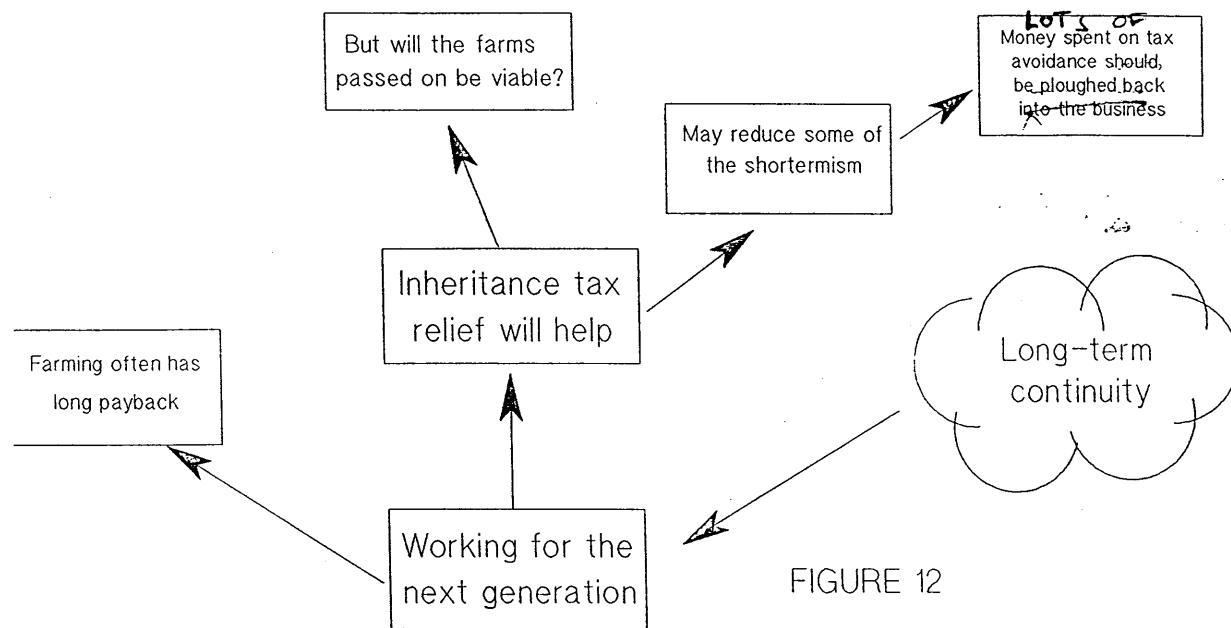 But will the farms
passed on be viable?
LOTS OF
Money spent on tax
avoidance should,
be ploughed back
into the business
May reduce some of
the shortermism
Inheritance tax
relief will help
Farming often has
long payback
Long-term
continuity
Working for the
next generation
FIGURE 12